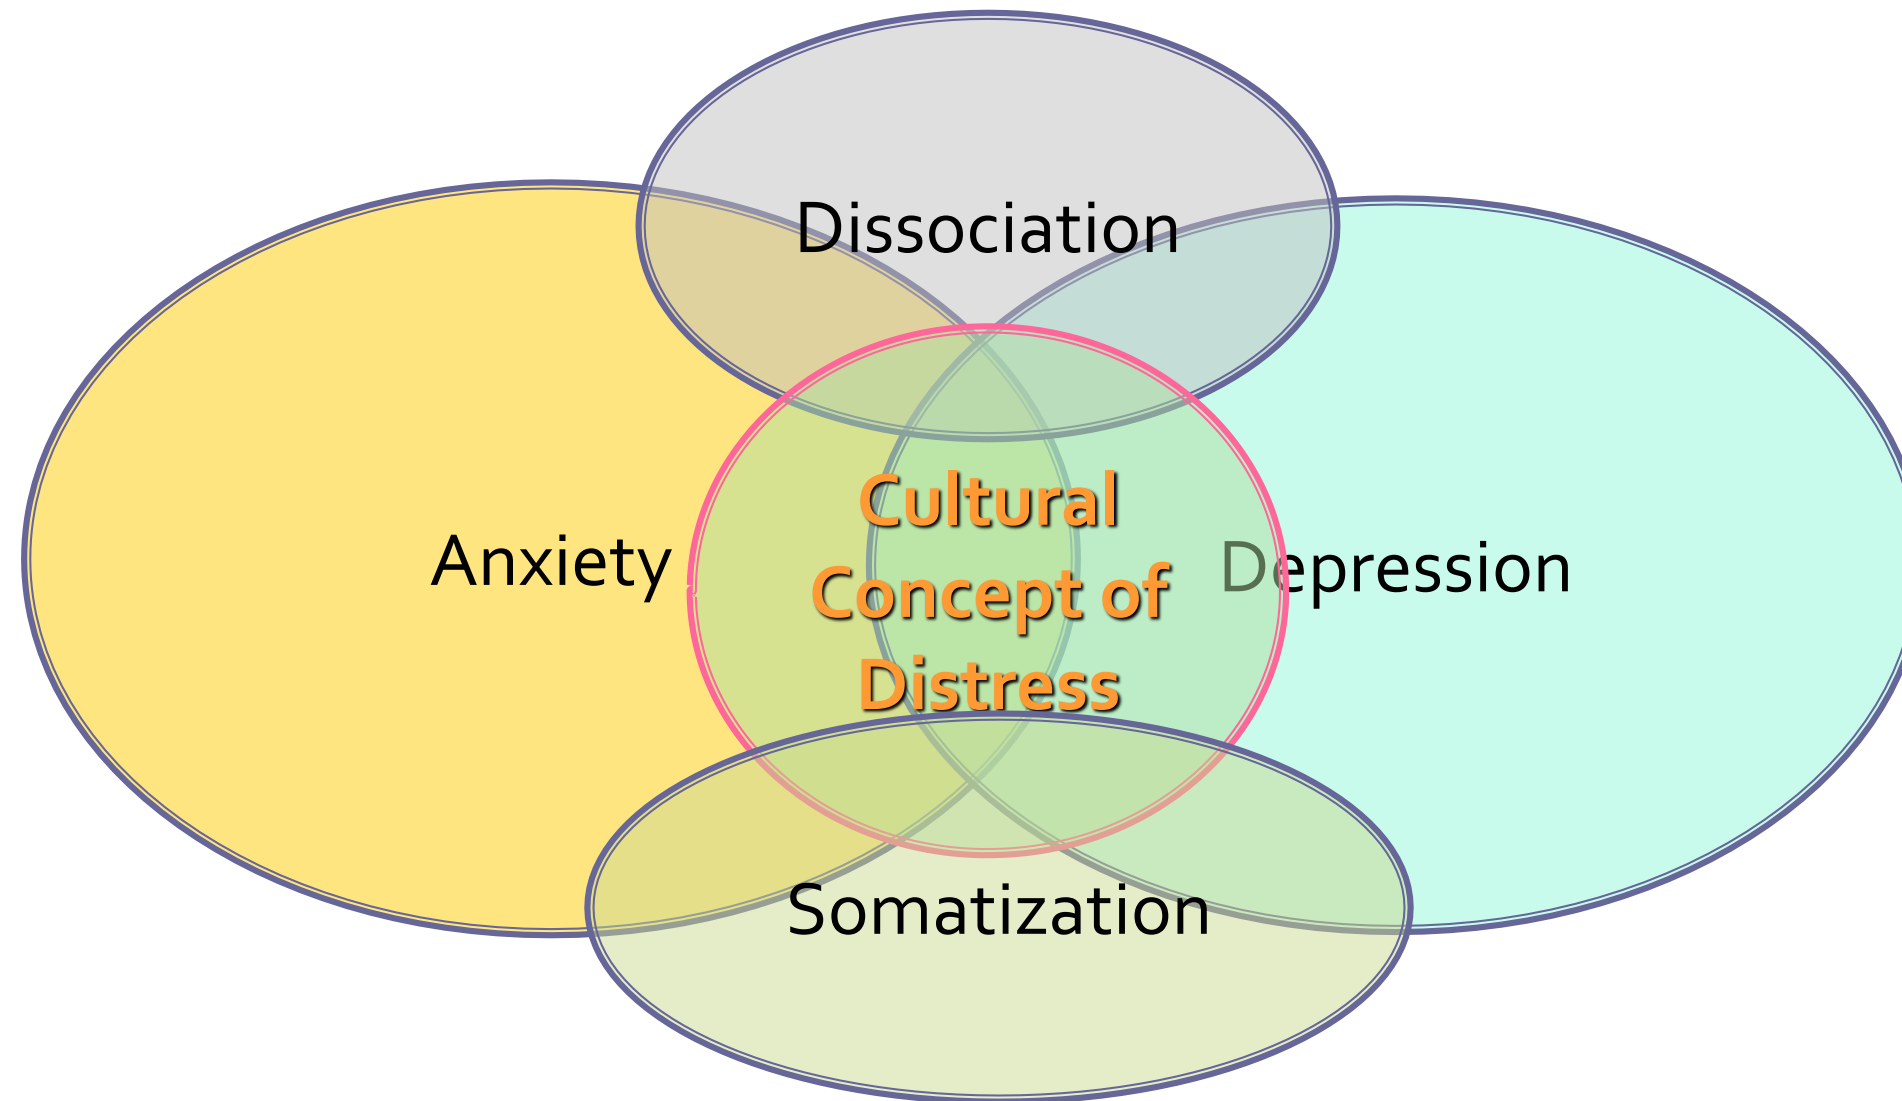 Dissociation
Anxiety
Cultural
Concept of
Distress
Depression
Somatization